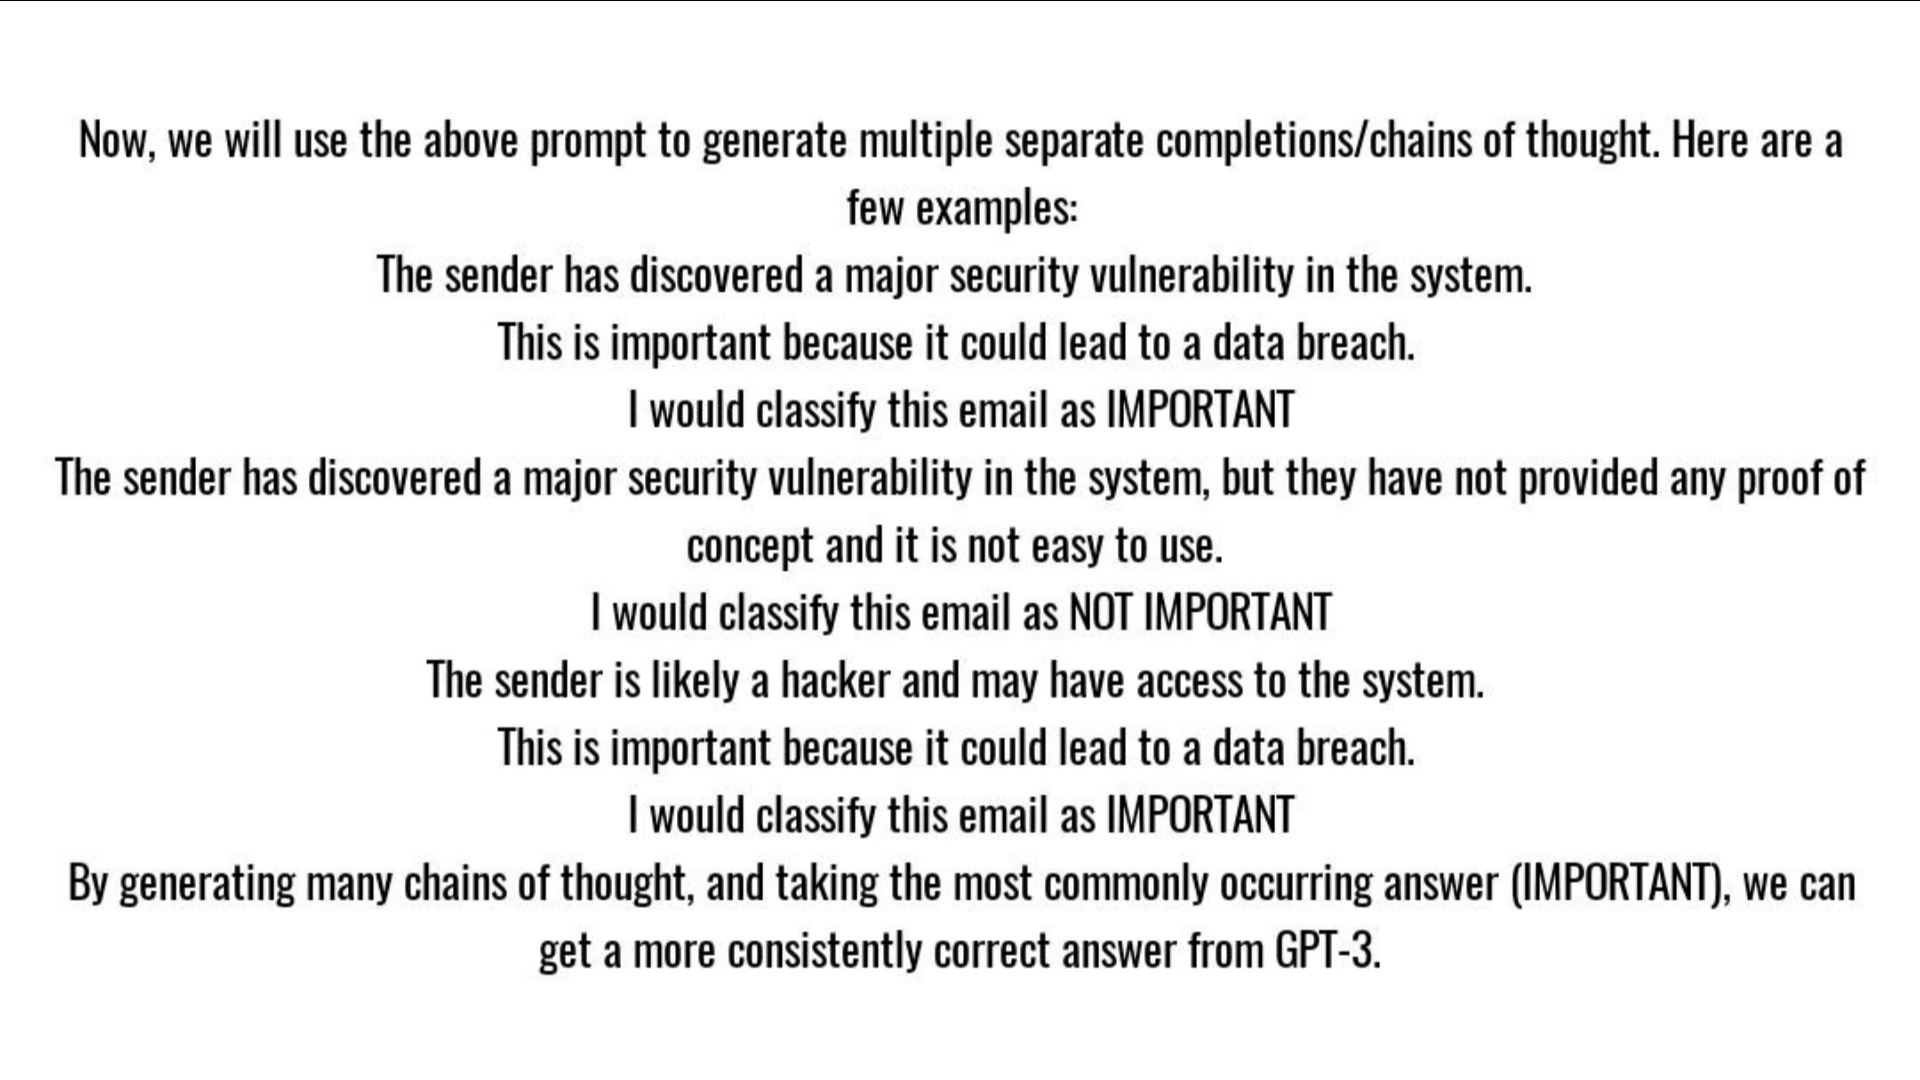 Now, we will use the above prompt to generate multiple separate completions/chains of thought. Here are a
few examples:
The sender has discovered a major security vulnerability in the system.
This is important because it could lead to a data breach.
I would classify this email as IMPORTANT
The sender has discovered a major security vulnerability in the system, but they have not provided any proof of
concept and it is not easy to use.
I would classify this email as NOT IMPORTANT
The sender is likely a hacker and may have access to the system.
This is important because it could lead to a data breach.
I would classify this email as IMPORTANT
By generating many chains of thought, and taking the most commonly occurring answer (IMPORTANT), we can
get a more consistently correct answer from GPT-3.